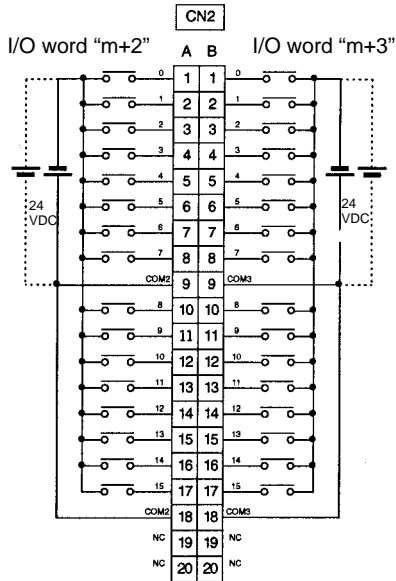 CN2
I/O word “m+2” I/O word “m+3”
A B
0 1 1 0
1 2 2 1
2 3 3 2
3 4 4 3
4 5 5 4
24 VDC 5 6 6 5 24 VDC
6 7 7 6
7 8 8 7
COM2 9 9 COM3
8 10 10 8
9 11 11 9
10 12 12 10
11 13 13 11
12 14 14 12
13 15 15 13
14 16 16 14
15 17 17 15
COM2 18 18 COM3
NC 19 19 NC
NC 20 20 NC